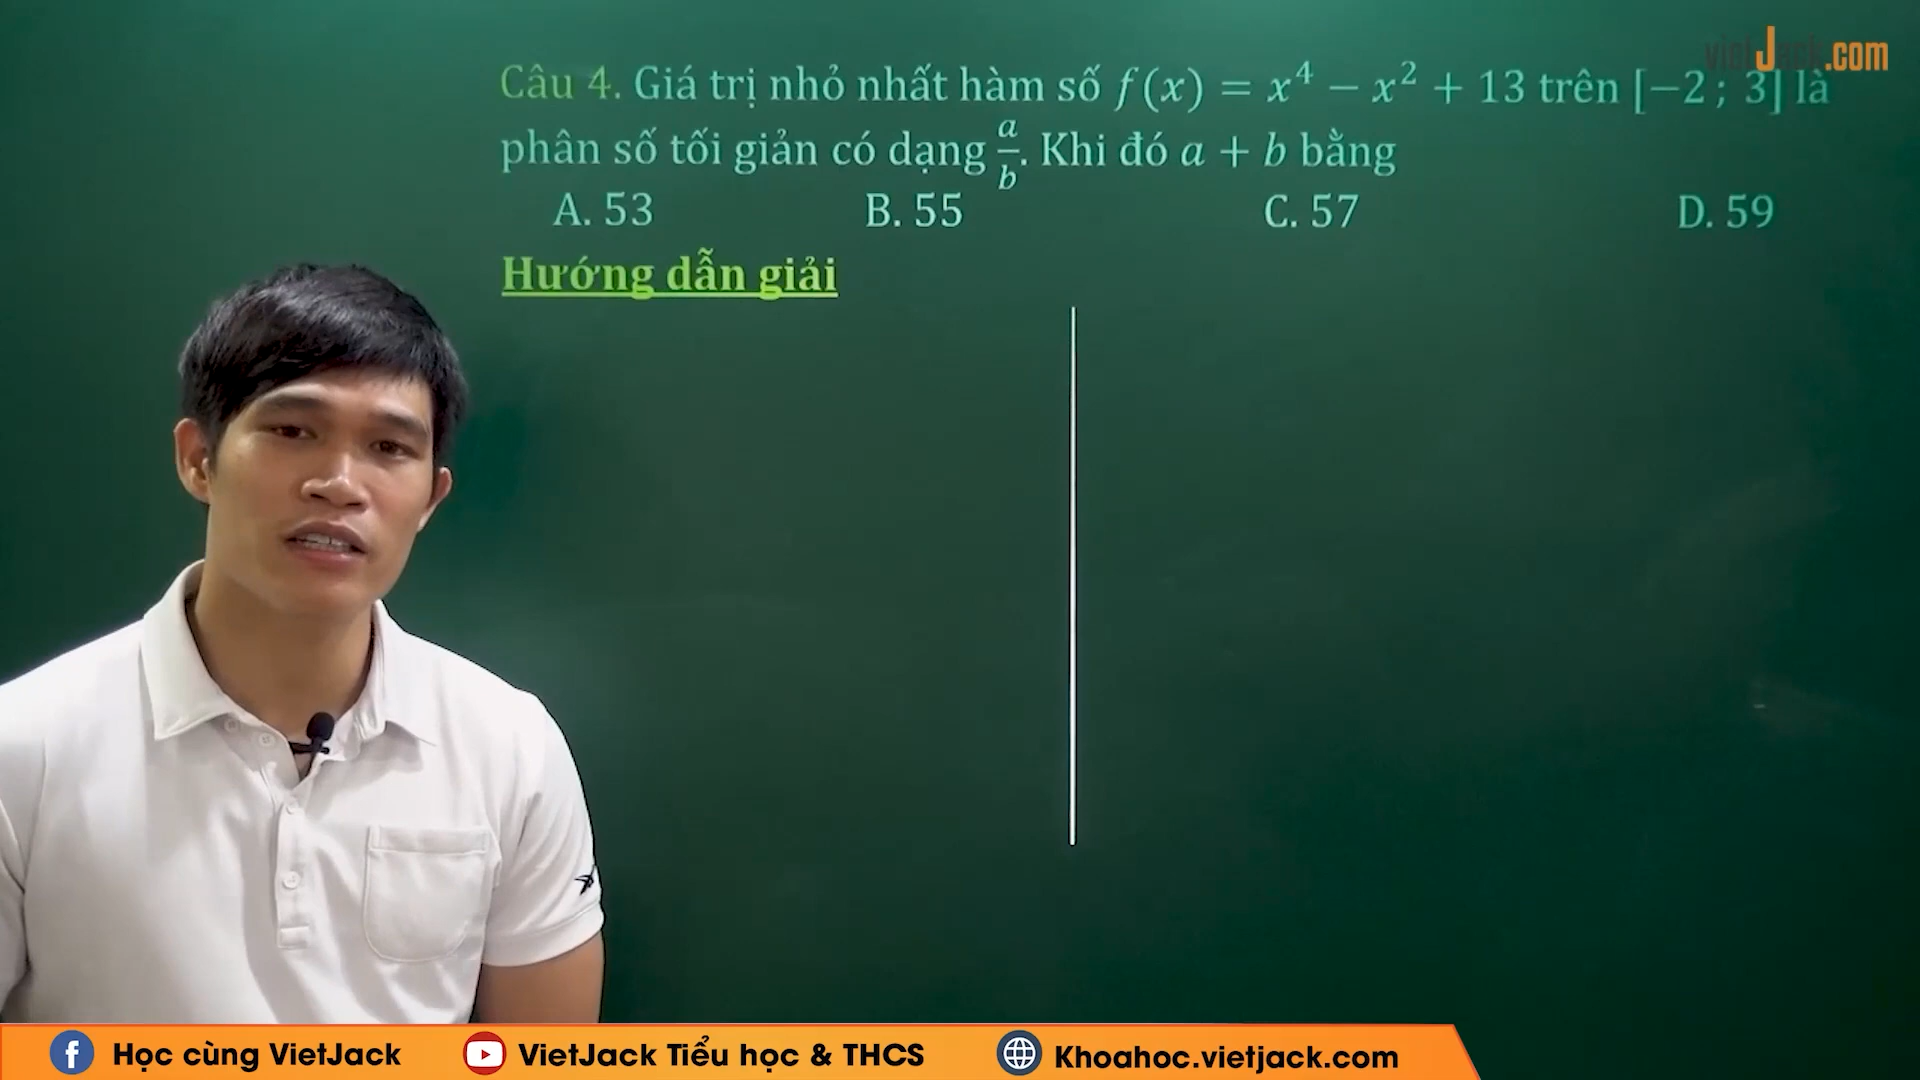 vietJack.com
Câu 4. Giá trị nhỏ nhất hàm số f(x) = x⁴ − x² + 13 trên [−2 ; 3] là
phân số tối giản có dạng a/b. Khi đó a + b bằng
A. 53 B. 55 C. 57 D. 59
Hướng dẫn giải
Học cùng VietJack VietJack Tiểu học & THCS Khoahoc.vietjack.com